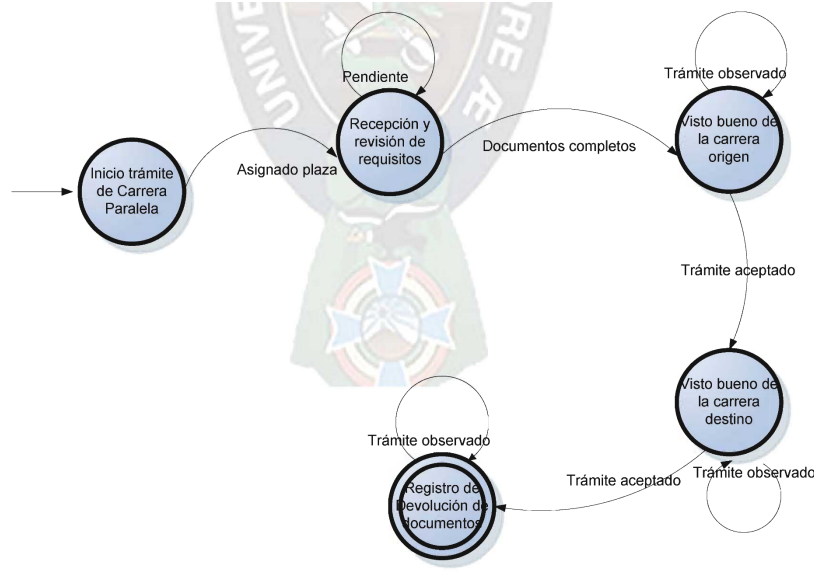 UNIVE
ORE Æ
Pendiente
Recepción y
revisión de
requisitos
Trámite observado
Visto bueno de
la carrera
origen
Documentos completos
Asignado plaza
Inicio trámite
de Carrera
Paralela
Trámite aceptado
Visto bueno de
la carrera
destino
Trámite observado
Trámite aceptado
Trámite observado
Registro de
Devolución de
documentos